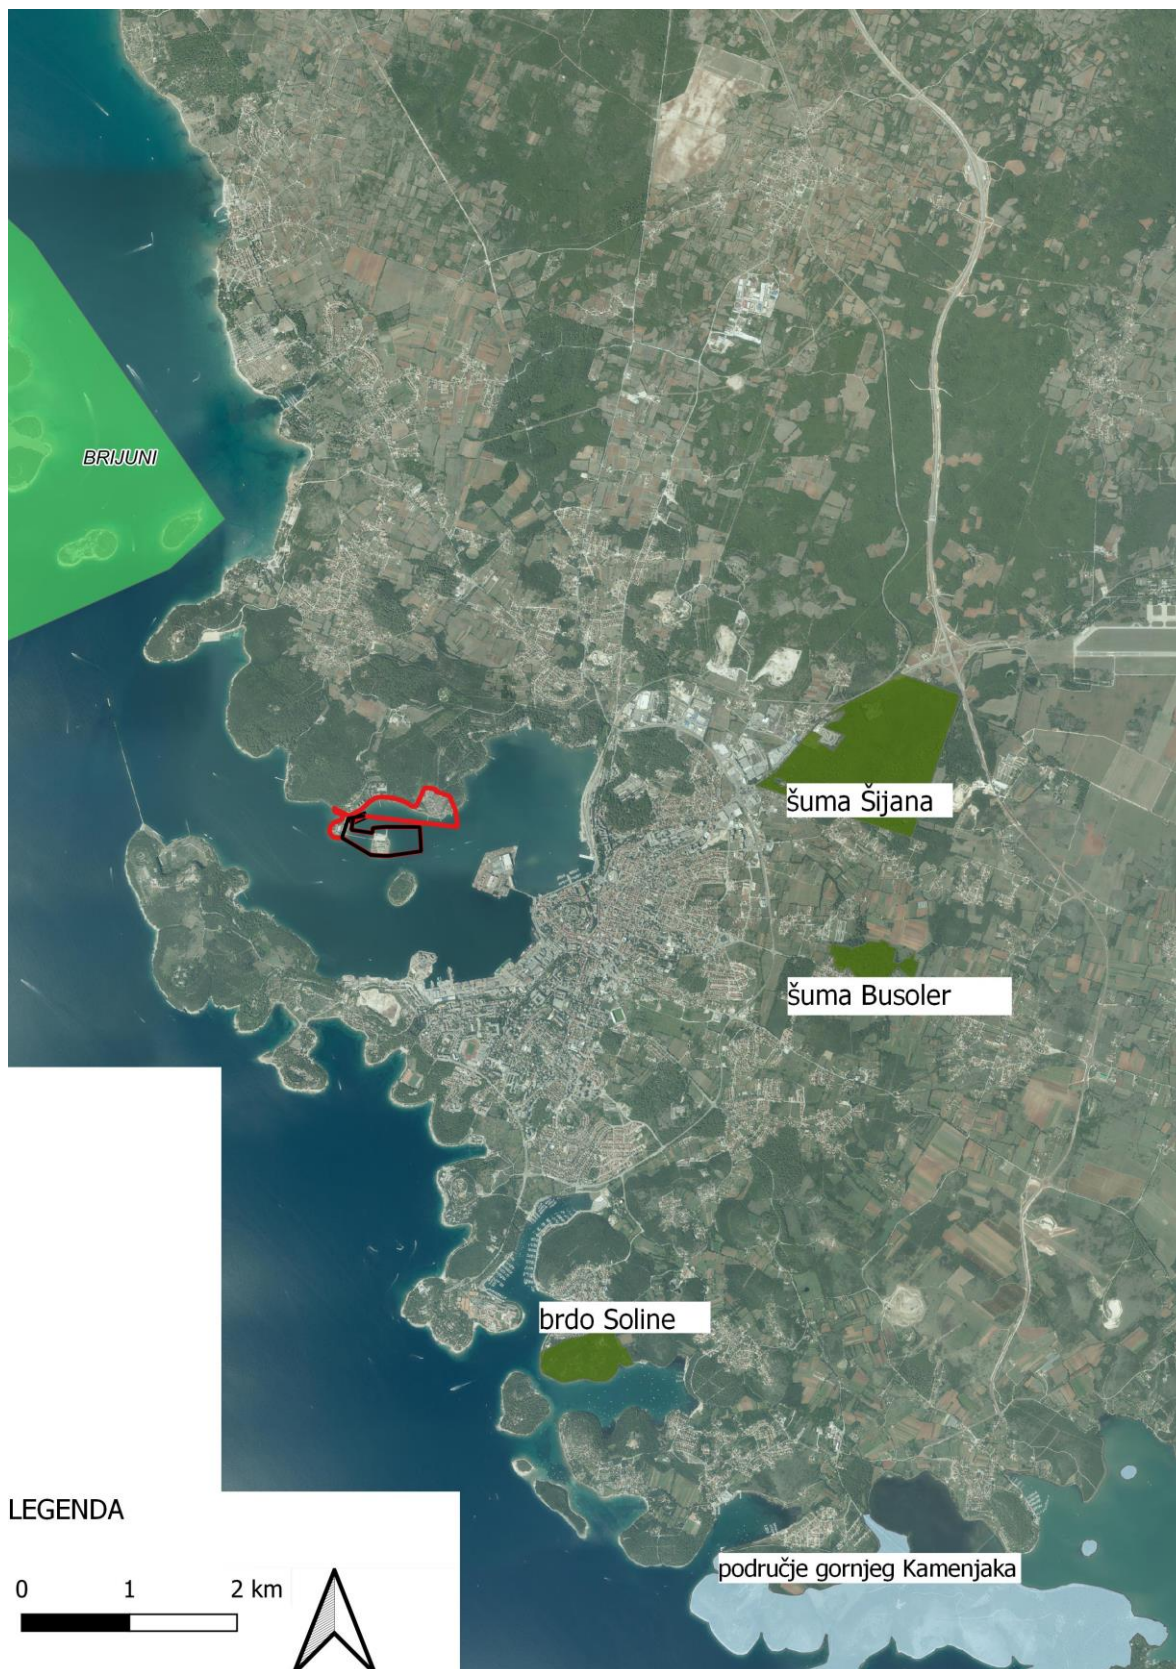 BRIJUNI
šuma Šijana
šuma Busoler
brdo Soline
LEGENDA
područje gornjeg Kamenjaka
0 1 2 km